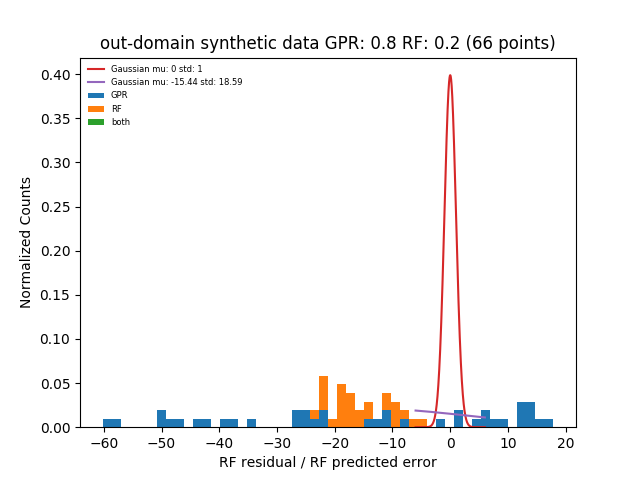 out-domain synthetic data GPR: 0.8 RF: 0.2 (66 points)
Gaussian mu: 0 std: 1
Gaussian mu: -15.44 std: 18.59
GPR
RF
both
Normalized Counts
0.40
0.35
0.30
0.25
0.20
0.15
0.10
0.05
0.00
−60 −50 −40 −30 −20 −10 0 10 20
RF residual / RF predicted error